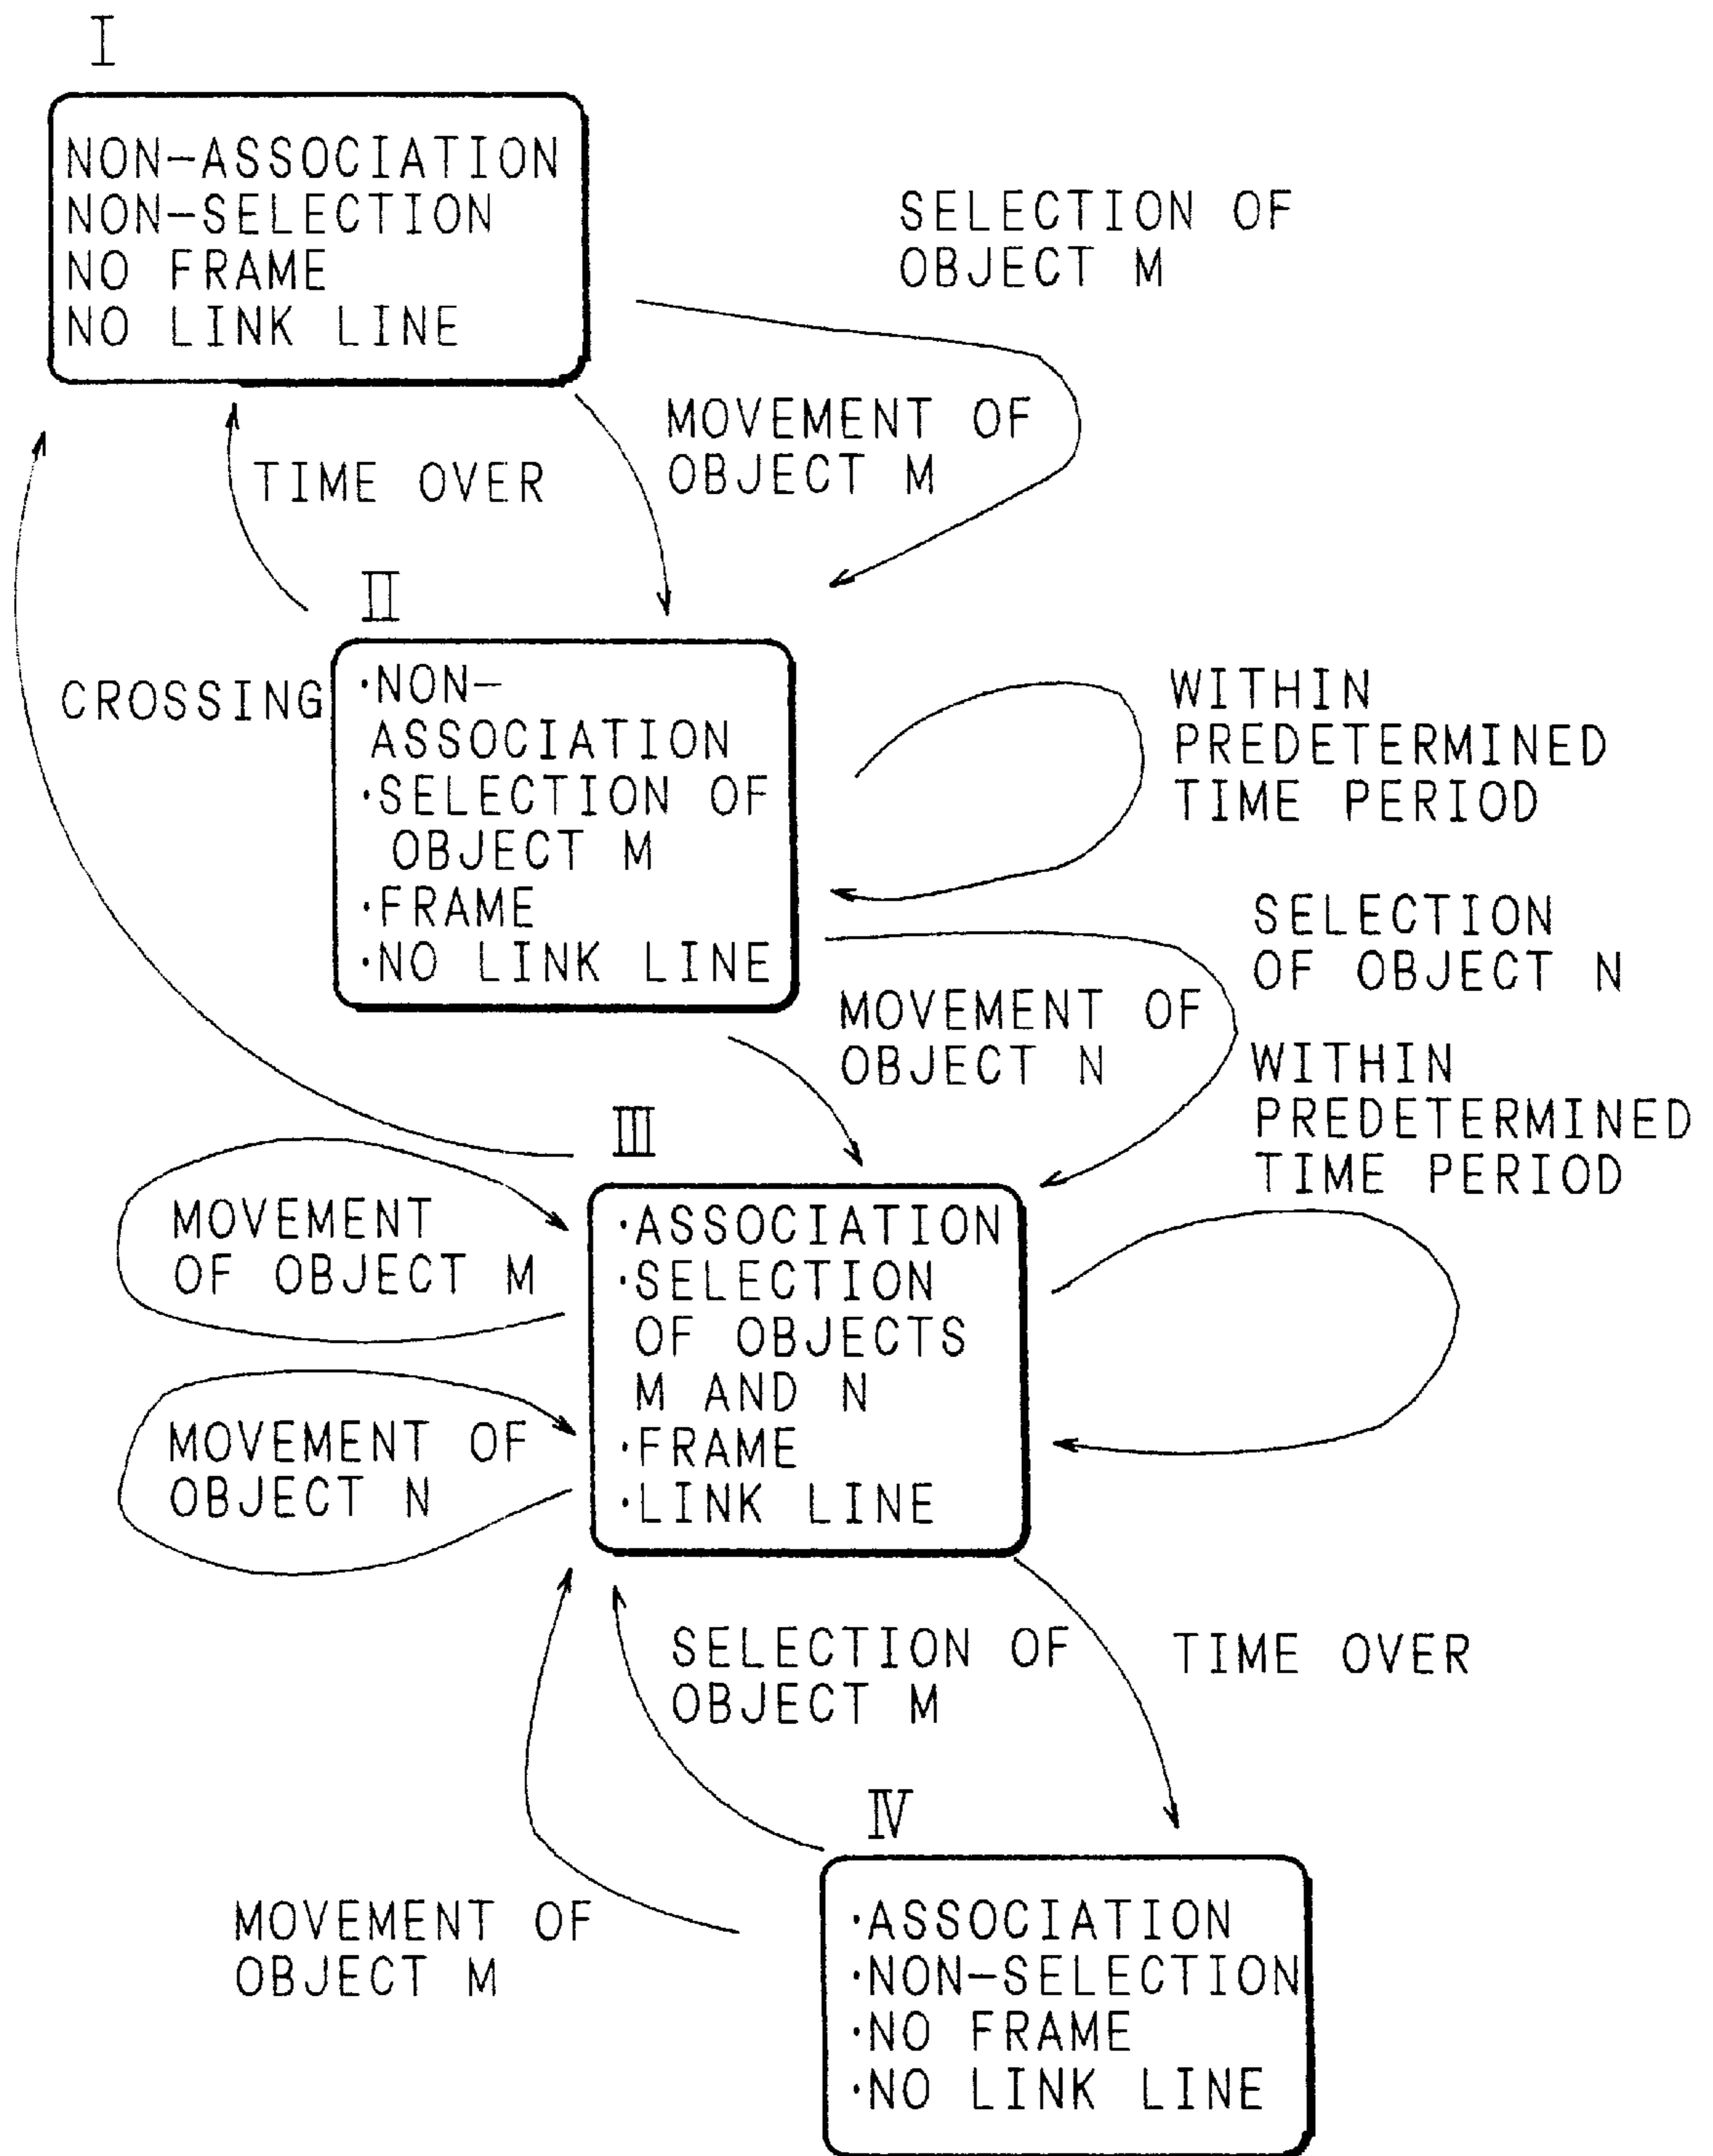 I
NON-ASSOCIATION
NON-SELECTION
NO FRAME
NO LINK LINE
SELECTION OF
OBJECT M
MOVEMENT OF
OBJECT M
TIME OVER
II
CROSSING
·NON-
ASSOCIATION
·SELECTION OF
OBJECT M
·FRAME
·NO LINK LINE
WITHIN
PREDETERMINED
TIME PERIOD
SELECTION
OF OBJECT N
MOVEMENT OF
OBJECT N
WITHIN
PREDETERMINED
TIME PERIOD
III
MOVEMENT
OF OBJECT M
·ASSOCIATION
·SELECTION
OF OBJECTS
M AND N
·FRAME
·LINK LINE
MOVEMENT OF
OBJECT N
SELECTION OF
OBJECT M
TIME OVER
IV
MOVEMENT OF
OBJECT M
·ASSOCIATION
·NON-SELECTION
·NO FRAME
·NO LINK LINE